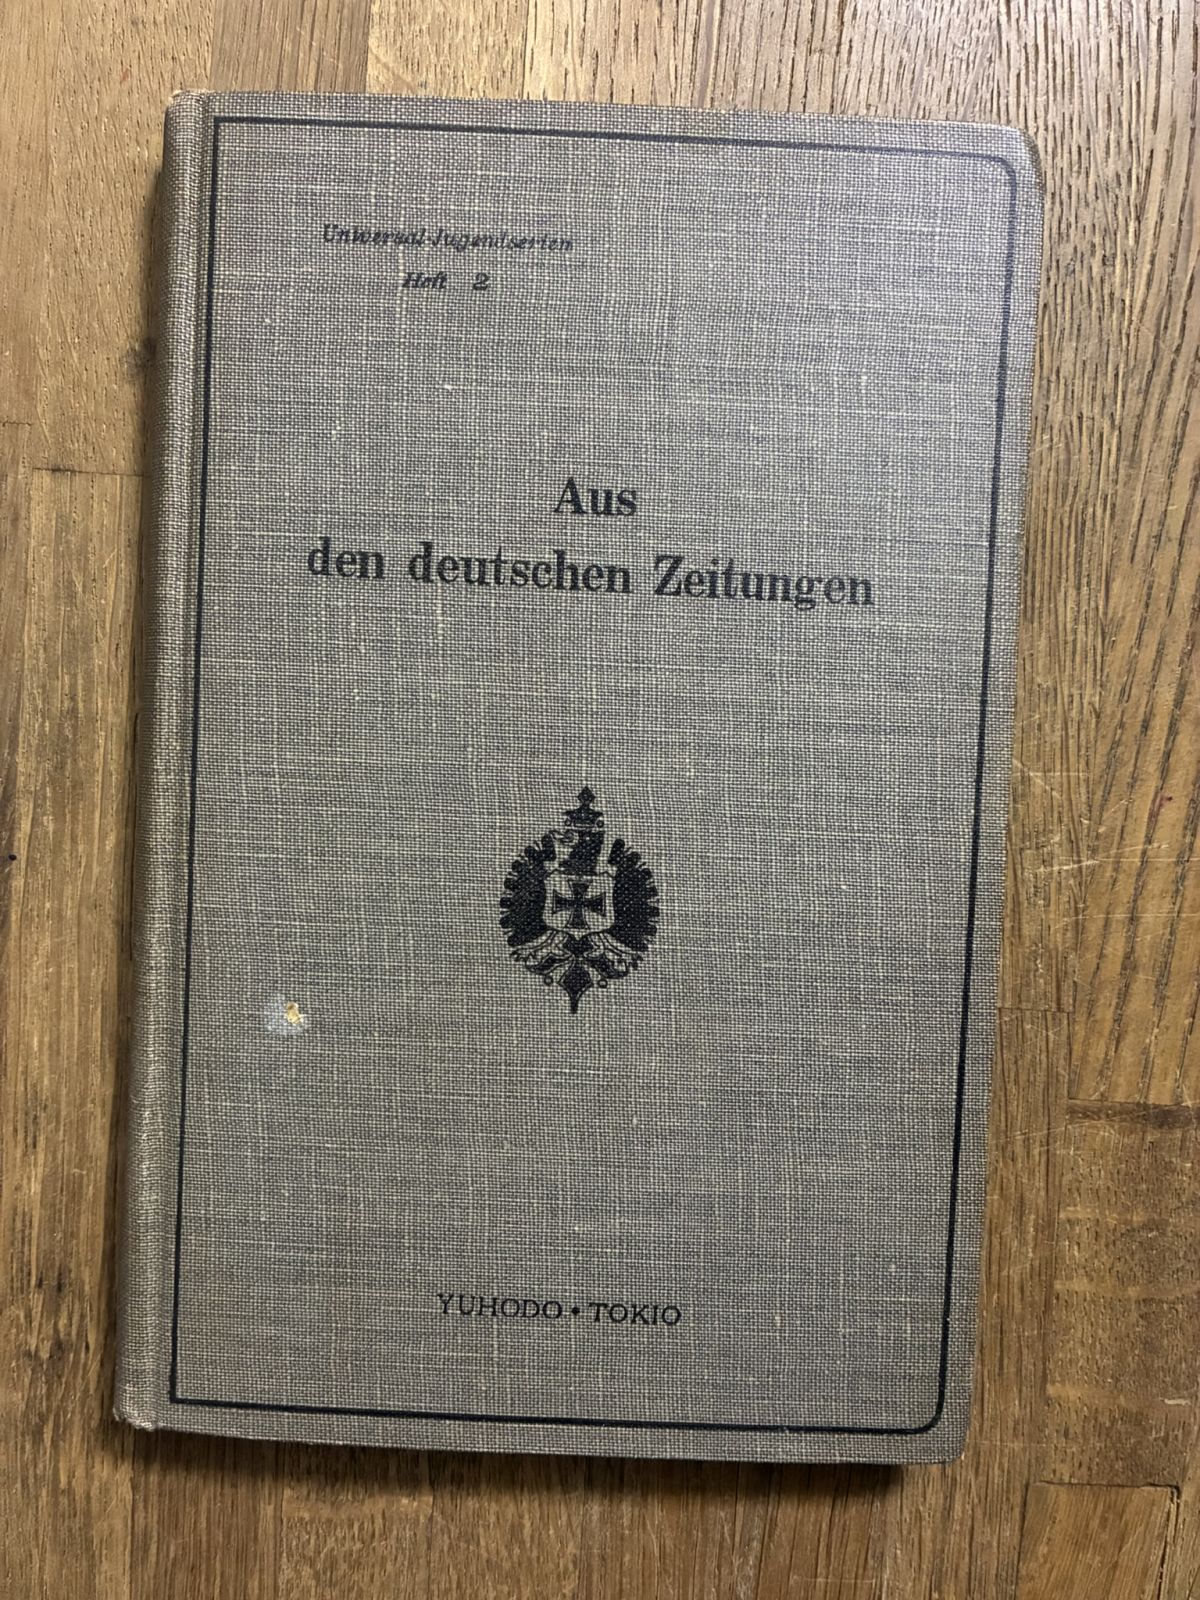 Universal-Jugendserien
Heft 2
Aus
den deutschen Zeitungen
YUHODO • TOKIO